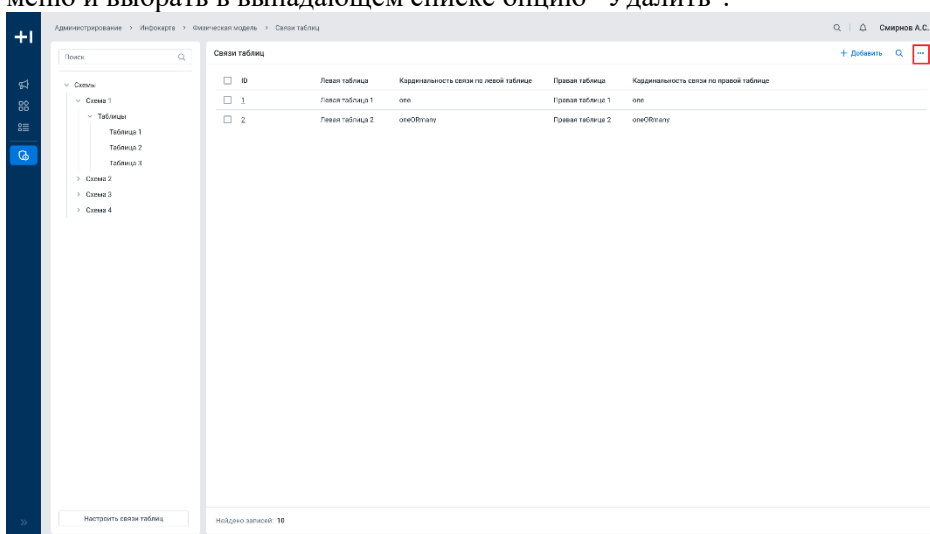 меню и выбрать в выпадающем списке опцию "Удалить".
Администрирование > Инфокарта > Физическая модель > Связи таблиц
Смирнов А.С.
Поиск
Схемы
Схема 1
Таблицы
Таблица 1
Таблица 2
Таблица 3
Схема 2
Схема 3
Схема 4
Настроить связи таблиц
Связи таблиц
+ Добавить
ID Левая таблица Кардинальность связи по левой таблице Правая таблица Кардинальность связи по правой таблице
1 Левая таблица 1 one Правая таблица 1 one
2 Левая таблица 2 oneORmany Правая таблица 2 oneORmany
Найдено записей: 10